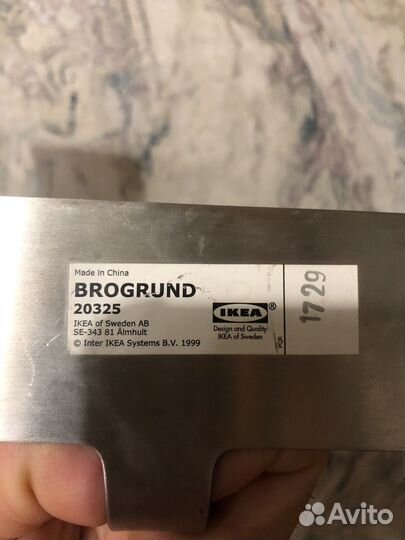 Made in China
BROGRUND
20325
IKEA of Sweden AB
SE-343 81 Älmhult
© Inter IKEA Systems B.V. 1999
IKEA®
Design and Quality
IKEA of Sweden
PQR
1729
Avito